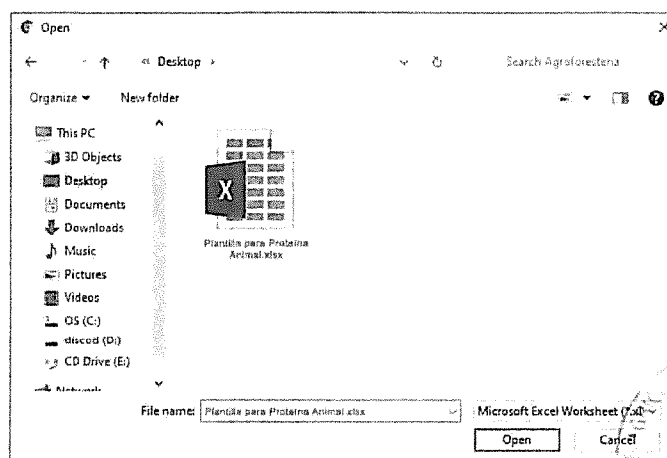 Open
« Desktop ›
Search Agroforesteria
Organize
New folder
This PC
3D Objects
Desktop
Documents
Downloads
Music
Pictures
Videos
OS (C:)
discod (D:)
CD Drive (E:)
Network
X
Plantilla para Proteina
Animal.xlsx
File name:
Plantilla para Proteina Animal.xlsx
Microsoft Excel Worksheet (*.xl
Open
Cancel